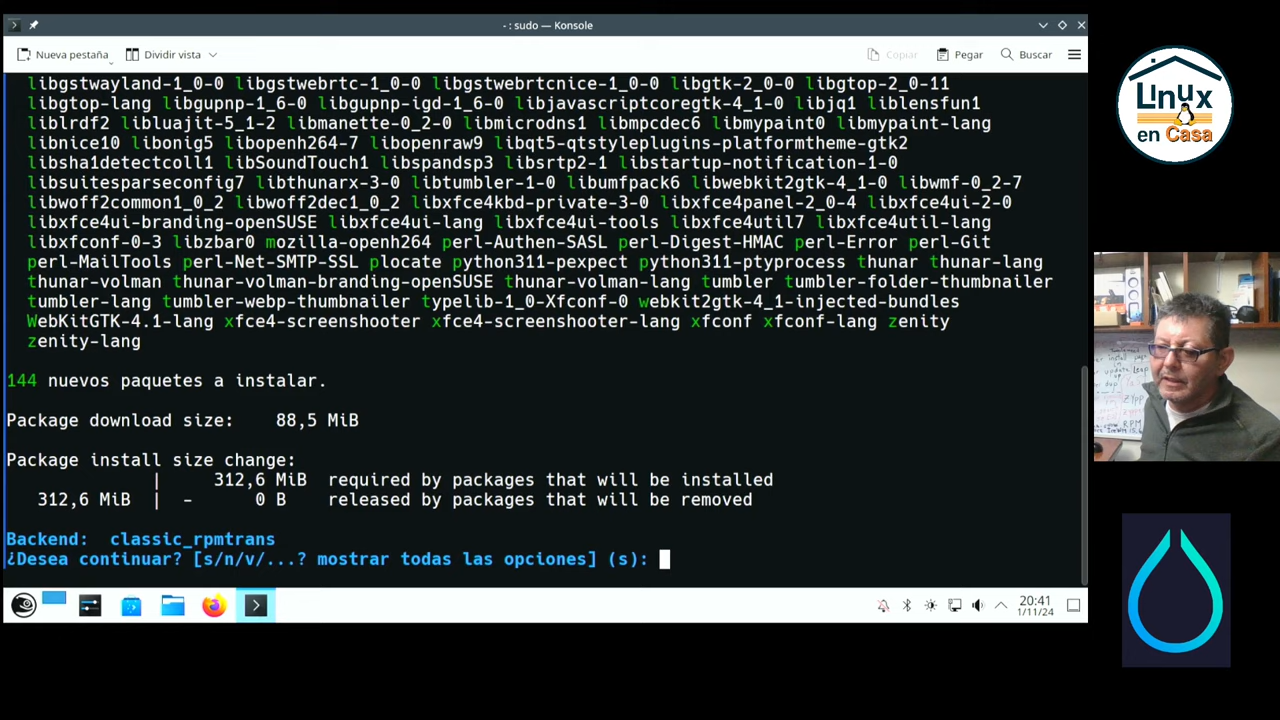 - : sudo — Konsole
Nueva pestaña Dividir vista Copiar Pegar Buscar
libgstwayland-1_0-0 libgstwebrtc-1_0-0 libgstwebrtcnice-1_0-0 libgtk-2_0-0 libgtop-2_0-11
libgtop-lang libgupnp-1_6-0 libgupnp-igd-1_6-0 libjavascriptcoregtk-4_1-0 libjq1 liblensfun1
liblrdf2 libluajit-5_1-2 libmanette-0_2-0 libmicrodns1 libmpcdec6 libmypaint0 libmypaint-lang
libnice10 libonig5 libopenh264-7 libopenraw9 libqt5-qtstyleplugins-platformtheme-gtk2
libsha1detectcoll1 libSoundTouch1 libspandsp3 libsrtp2-1 libstartup-notification-1-0
libsuitesparseconfig7 libthunarx-3-0 libtumbler-1-0 libumfpack6 libwebkit2gtk-4_1-0 libwmf-0_2-7
libwoff2common1_0_2 libwoff2dec1_0_2 libxfce4kbd-private-3-0 libxfce4panel-2_0-4 libxfce4ui-2-0
libxfce4ui-branding-openSUSE libxfce4ui-lang libxfce4ui-tools libxfce4util7 libxfce4util-lang
libxfconf-0-3 libzbar0 mozilla-openh264 perl-Authen-SASL perl-Digest-HMAC perl-Error perl-Git
perl-MailTools perl-Net-SMTP-SSL plocate python311-pexpect python311-ptyprocess thunar thunar-lang
thunar-volman thunar-volman-branding-openSUSE thunar-volman-lang tumbler tumbler-folder-thumbnailer
tumbler-lang tumbler-webp-thumbnailer typelib-1_0-Xfconf-0 webkit2gtk-4_1-injected-bundles
WebKitGTK-4.1-lang xfce4-screenshooter xfce4-screenshooter-lang xfconf xfconf-lang zenity
zenity-lang
144 nuevos paquetes a instalar.
Package download size: 88,5 MiB
Package install size change:
| 312,6 MiB required by packages that will be installed
312,6 MiB | - 0 B released by packages that will be removed
Backend: classic_rpmtrans
¿Desea continuar? [s/n/v/...? mostrar todas las opciones] (s):
20:41
1/11/24
Linux
en Casa